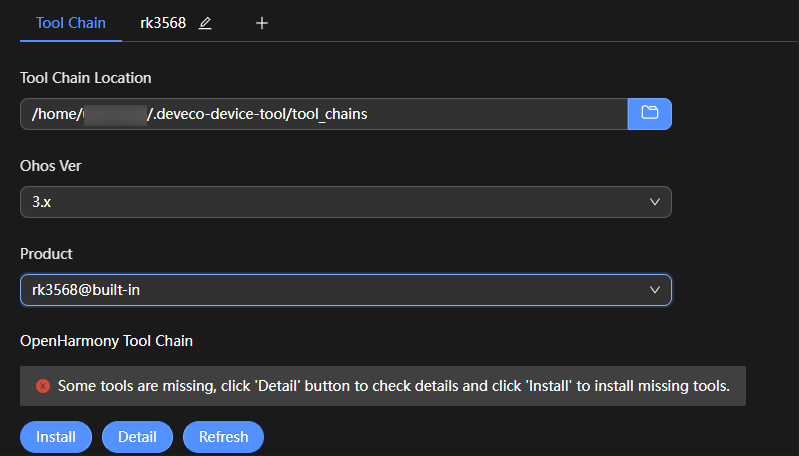 Tool Chain
rk3568
Tool Chain Location
/home/ /.deveco-device-tool/tool_chains
Ohos Ver
3.x
Product
rk3568@built-in
OpenHarmony Tool Chain
Some tools are missing, click 'Detail' button to check details and click 'Install' to install missing tools.
Install
Detail
Refresh